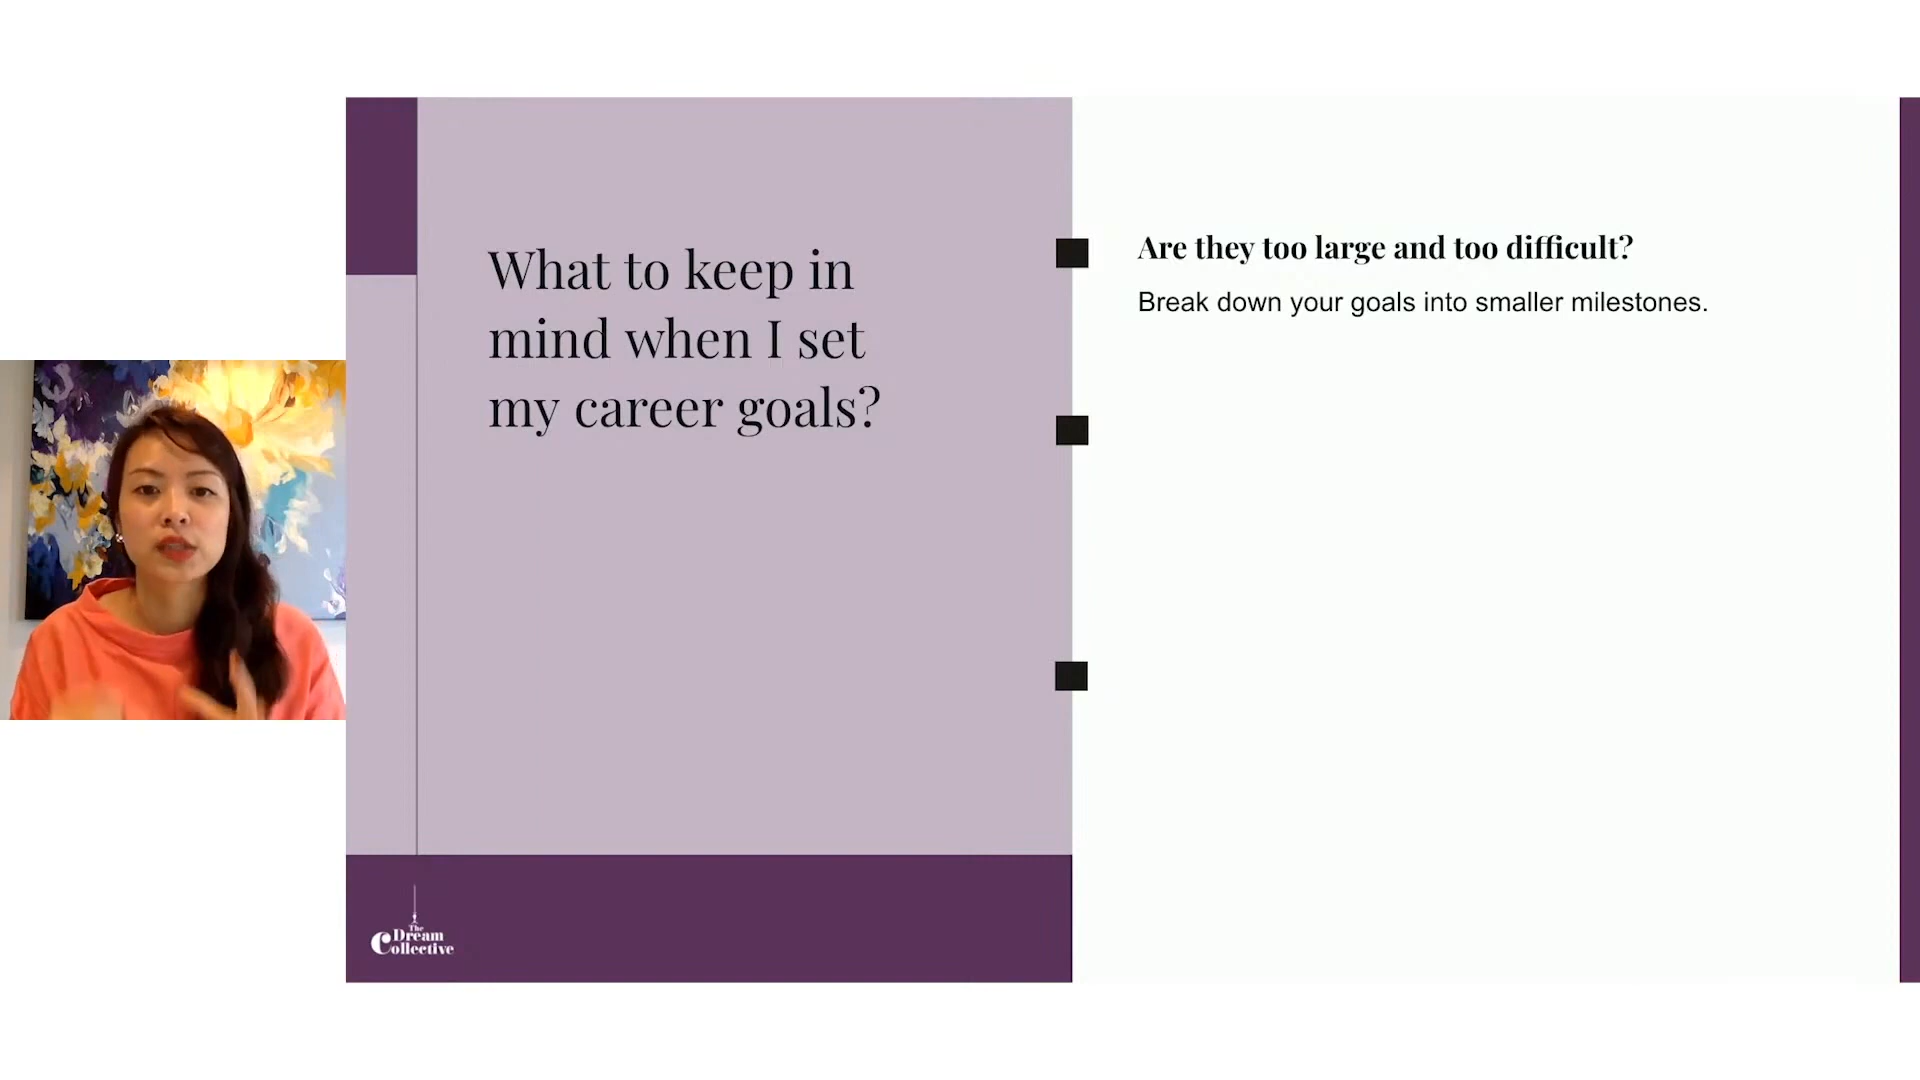 What to keep in
mind when I set
my career goals?
Are they too large and too difficult?
Break down your goals into smaller milestones.
The
Dream
Collective